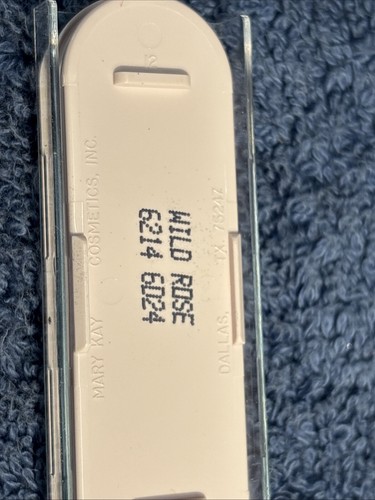 MARY KAY COSMETICS, INC.
WILD ROSE
6214 6D24
DALLAS, TX 75247